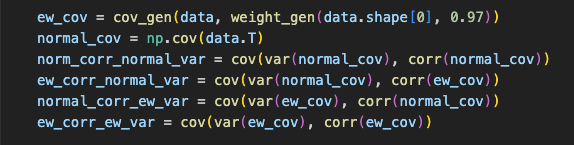 ew_cov = cov_gen(data, weight_gen(data.shape[0], 0.97))
normal_cov = np.cov(data.T)
norm_corr_normal_var = cov(var(normal_cov), corr(normal_cov))
ew_corr_normal_var = cov(var(normal_cov), corr(ew_cov))
normal_corr_ew_var = cov(var(ew_cov), corr(normal_cov))
ew_corr_ew_var = cov(var(ew_cov), corr(ew_cov))